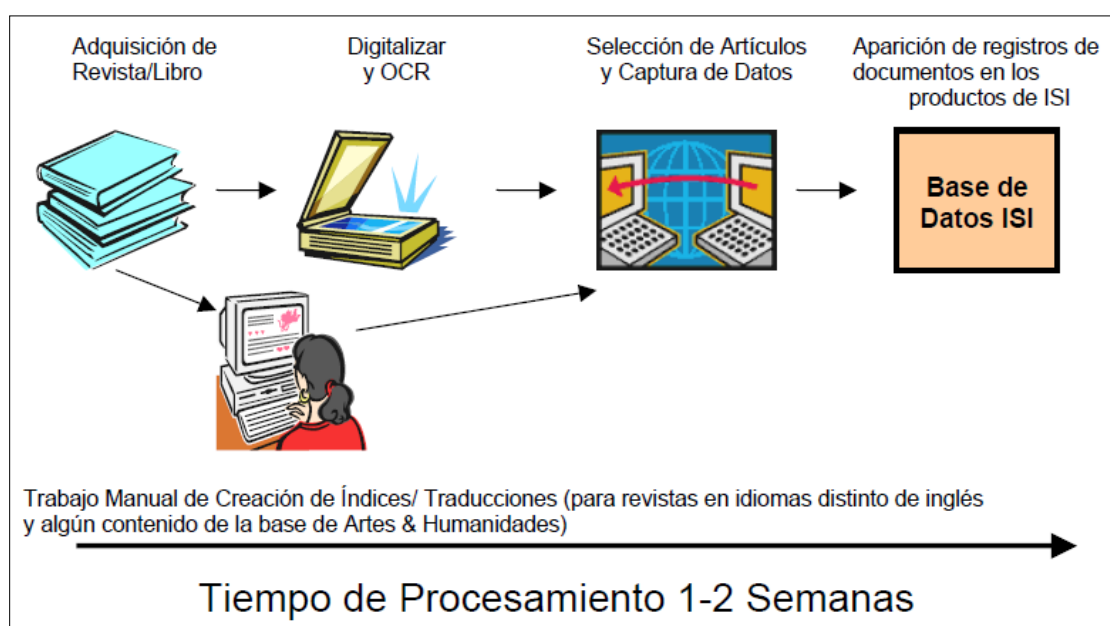 Adquisición de
Revista/Libro
Digitalizar
y OCR
Selección de Artículos
y Captura de Datos
Aparición de registros de
documentos en los
productos de ISI
Base de
Datos ISI
Trabajo Manual de Creación de Índices/ Traducciones (para revistas en idiomas distinto de inglés
y algún contenido de la base de Artes & Humanidades)
Tiempo de Procesamiento 1-2 Semanas